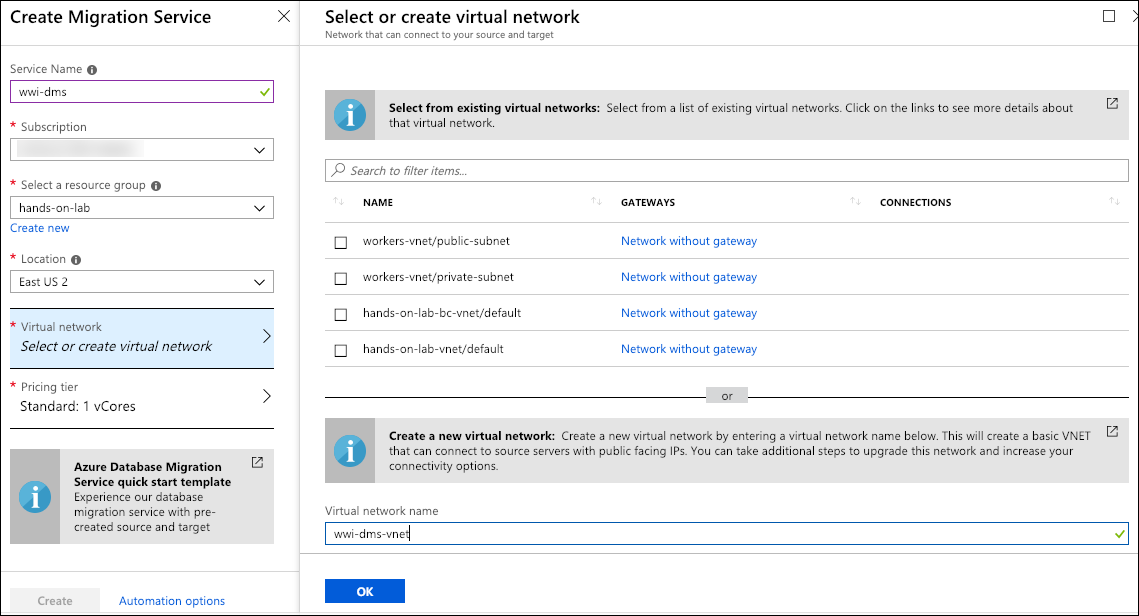 Create Migration Service
Service Name
wwi-dms
* Subscription
* Select a resource group
hands-on-lab
Create new
* Location
East US 2
* Virtual network
Select or create virtual network
* Pricing tier
Standard: 1 vCores
Azure Database Migration
Service quick start template
Experience our database
migration service with pre-
created source and target
Create
Automation options
Select or create virtual network
Network that can connect to your source and target
Select from existing virtual networks: Select from a list of existing virtual networks. Click on the links to see more details about
that virtual network.
Search to filter items...
NAME GATEWAYS CONNECTIONS
workers-vnet/public-subnet Network without gateway
workers-vnet/private-subnet Network without gateway
hands-on-lab-bc-vnet/default Network without gateway
hands-on-lab-vnet/default Network without gateway
or
Create a new virtual network: Create a new virtual network by entering a virtual network name below. This will create a basic VNET
that can connect to source servers with public facing IPs. You can take additional steps to upgrade this network and increase your
connectivity options.
Virtual network name
wwi-dms-vnet
OK